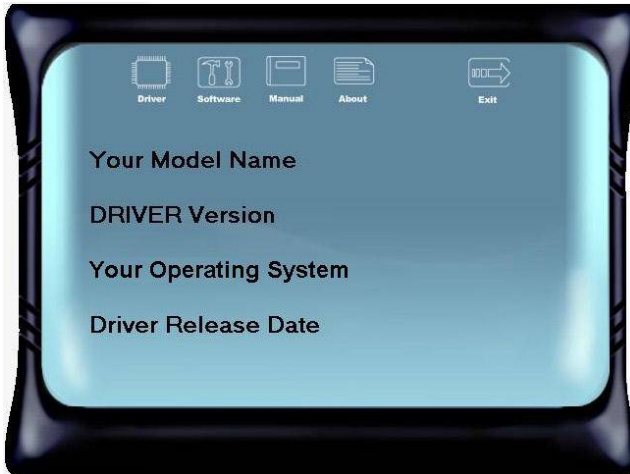 Driver Software Manual About Exit
Your Model Name
DRIVER Version
Your Operating System
Driver Release Date